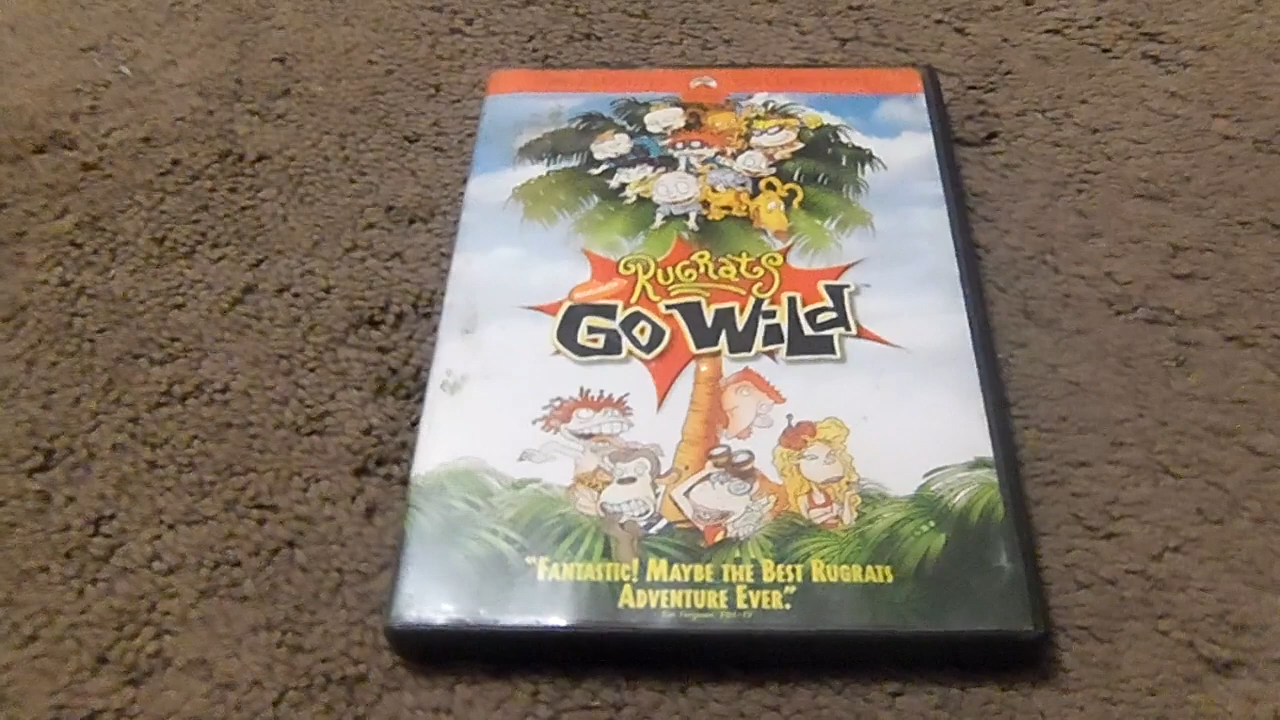 RUGRATS
GO WILD
"FANTASTIC! MAYBE THE BEST RUGRATS
ADVENTURE EVER."